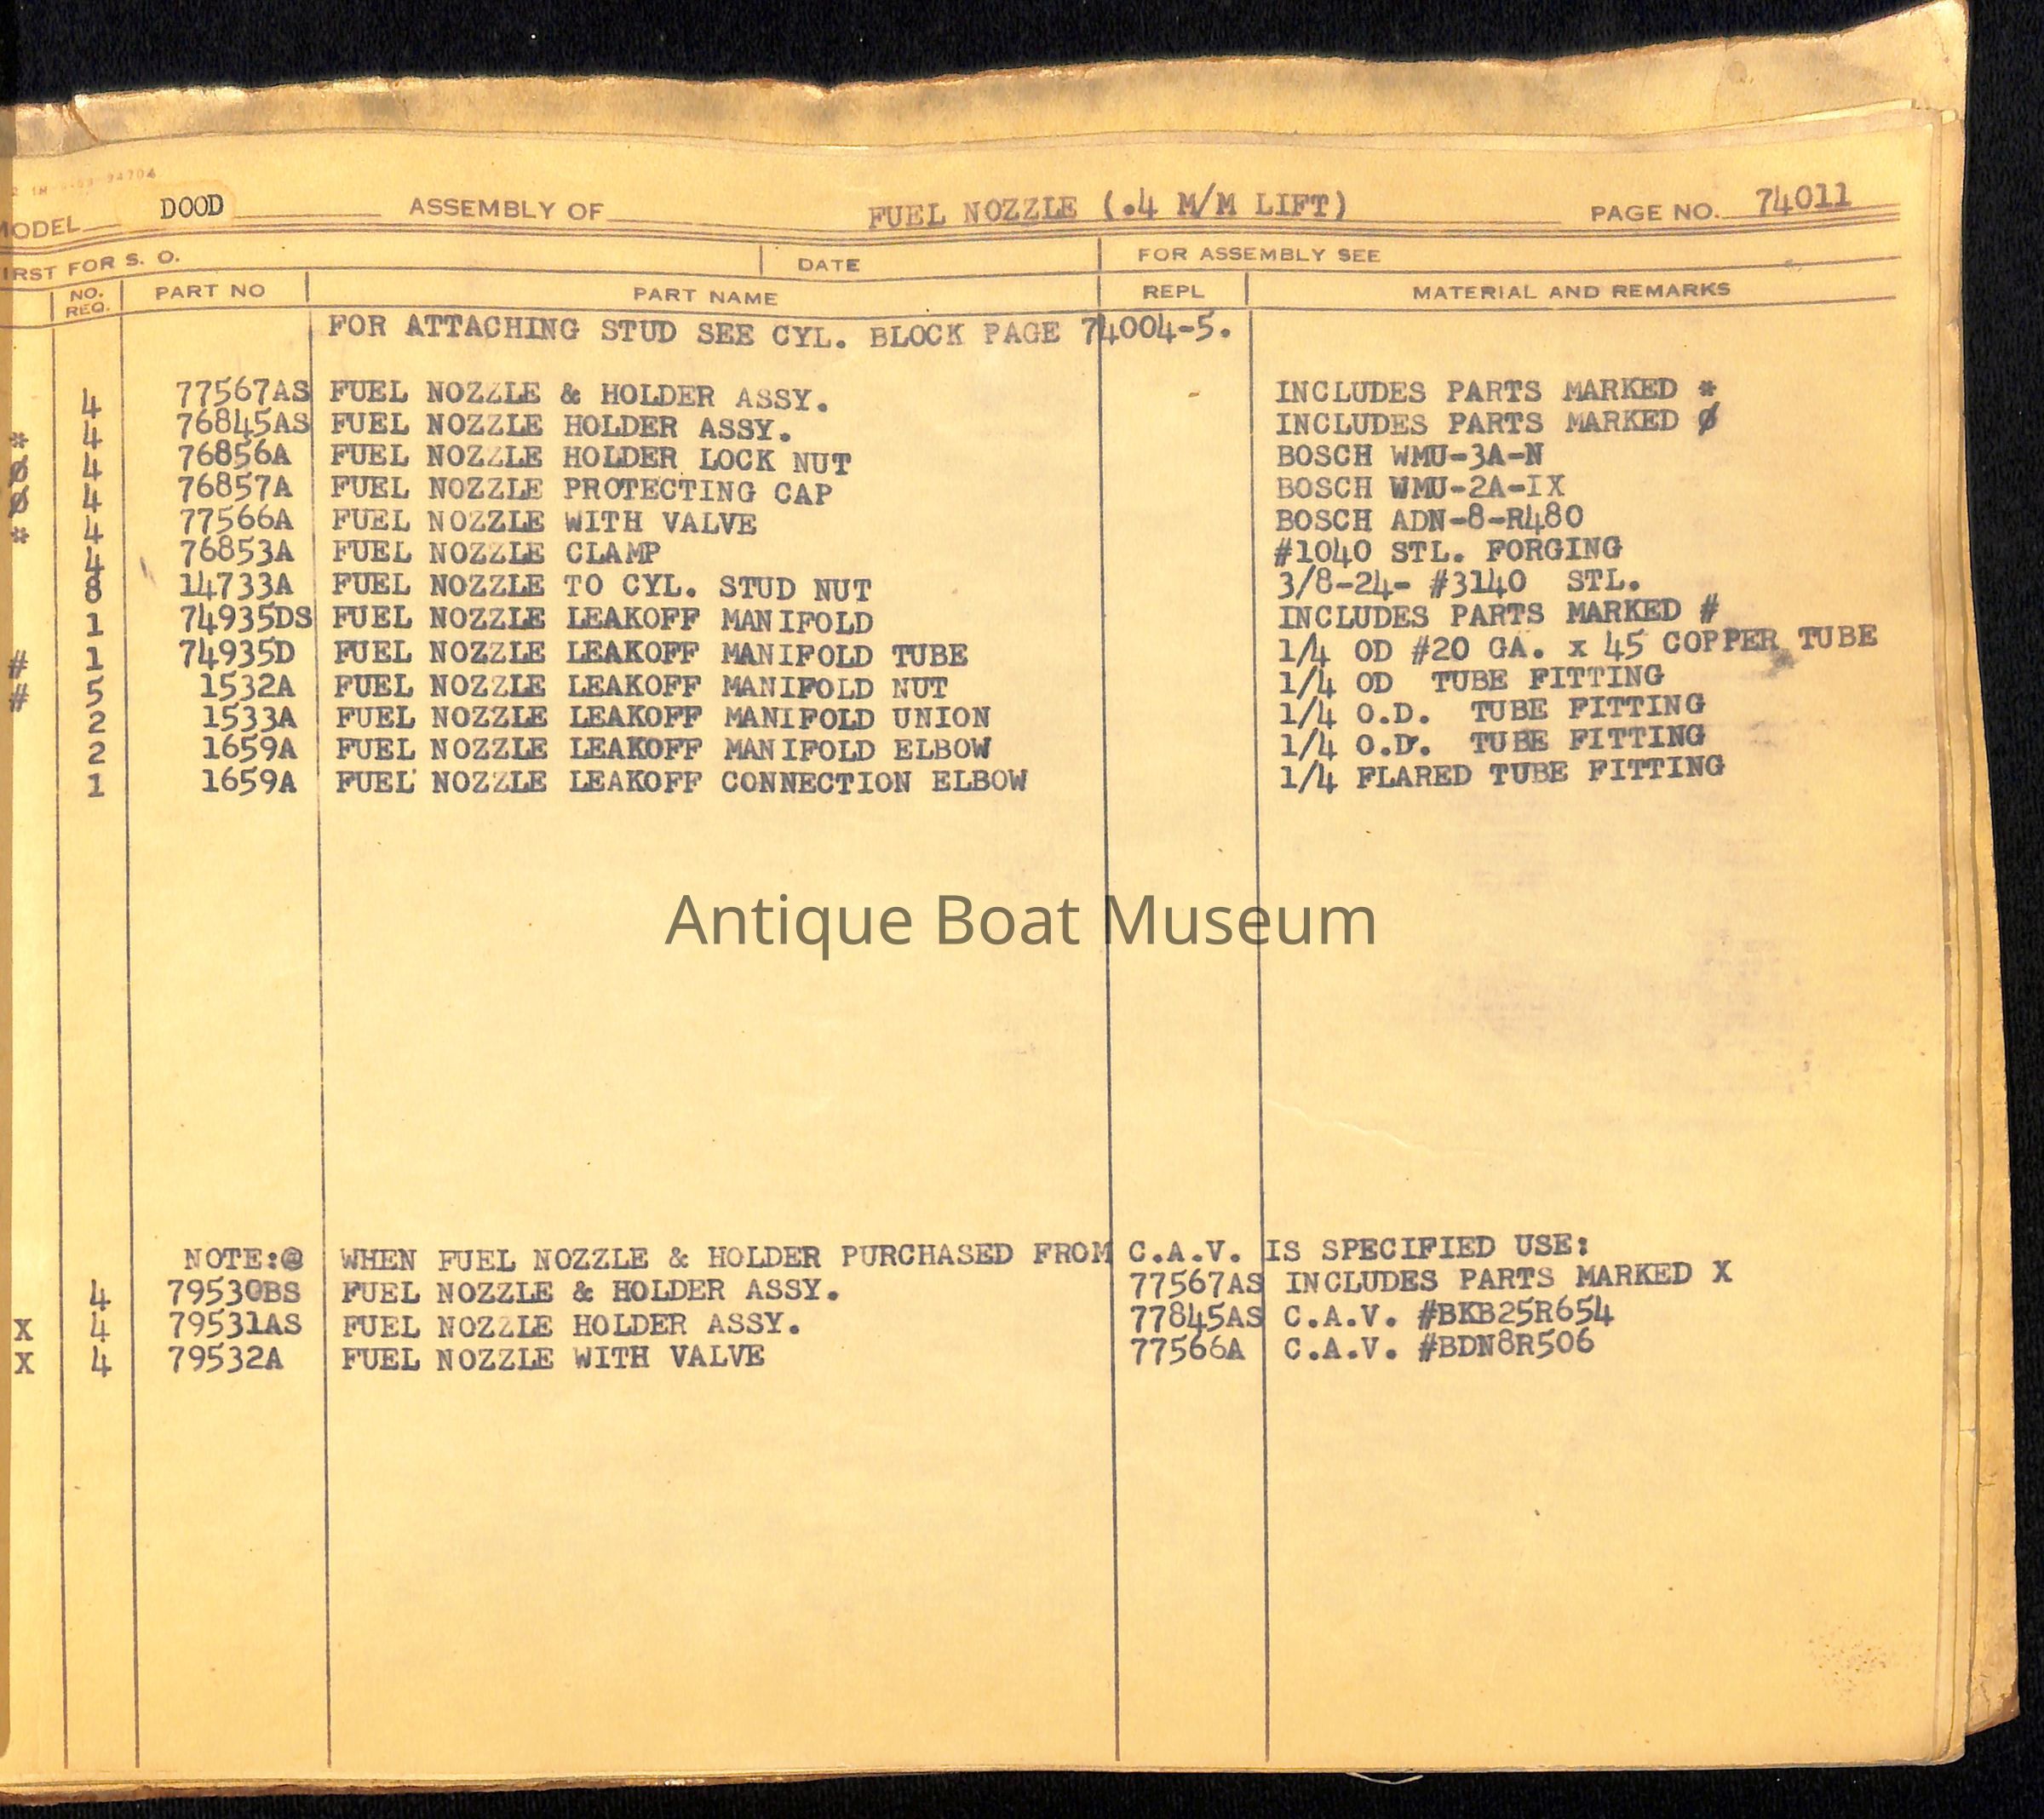 MODEL DOOD ASSEMBLY OF FUEL NOZZLE (.4 M/M LIFT) PAGE NO. 74011
FIRST FOR S. O. DATE FOR ASSEMBLY SEE
NO. REQ. PART NO PART NAME REPL MATERIAL AND REMARKS
FOR ATTACHING STUD SEE CYL. BLOCK PAGE 74004-5.
4 77567AS FUEL NOZZLE & HOLDER ASSY. INCLUDES PARTS MARKED *
* 4 76845AS FUEL NOZZLE HOLDER ASSY. INCLUDES PARTS MARKED Ø
Ø 4 76856A FUEL NOZZLE HOLDER LOCK NUT BOSCH WMU-3A-N
Ø 4 76857A FUEL NOZZLE PROTECTING CAP BOSCH WMU-2A-IX
* 4 77566A FUEL NOZZLE WITH VALVE BOSCH ADN-8-R480
4 76853A FUEL NOZZLE CLAMP #1040 STL. FORGING
8 14733A FUEL NOZZLE TO CYL. STUD NUT 3/8-24- #3140 STL.
1 74935DS FUEL NOZZLE LEAKOFF MANIFOLD INCLUDES PARTS MARKED #
# 1 74935D FUEL NOZZLE LEAKOFF MANIFOLD TUBE 1/4 OD #20 GA. x 45 COPPER TUBE
# 5 1532A FUEL NOZZLE LEAKOFF MANIFOLD NUT 1/4 OD TUBE FITTING
2 1533A FUEL NOZZLE LEAKOFF MANIFOLD UNION 1/4 O.D. TUBE FITTING
2 1659A FUEL NOZZLE LEAKOFF MANIFOLD ELBOW 1/4 O.D. TUBE FITTING
1 1659A FUEL NOZZLE LEAKOFF CONNECTION ELBOW 1/4 FLARED TUBE FITTING
Antique Boat Museum
NOTE:@ WHEN FUEL NOZZLE & HOLDER PURCHASED FROM C.A.V. IS SPECIFIED USE:
4 79530BS FUEL NOZZLE & HOLDER ASSY. 77567AS INCLUDES PARTS MARKED X
X 4 79531AS FUEL NOZZLE HOLDER ASSY. 77845AS C.A.V. #BKB25R654
X 4 79532A FUEL NOZZLE WITH VALVE 77566A C.A.V. #BDN8R506